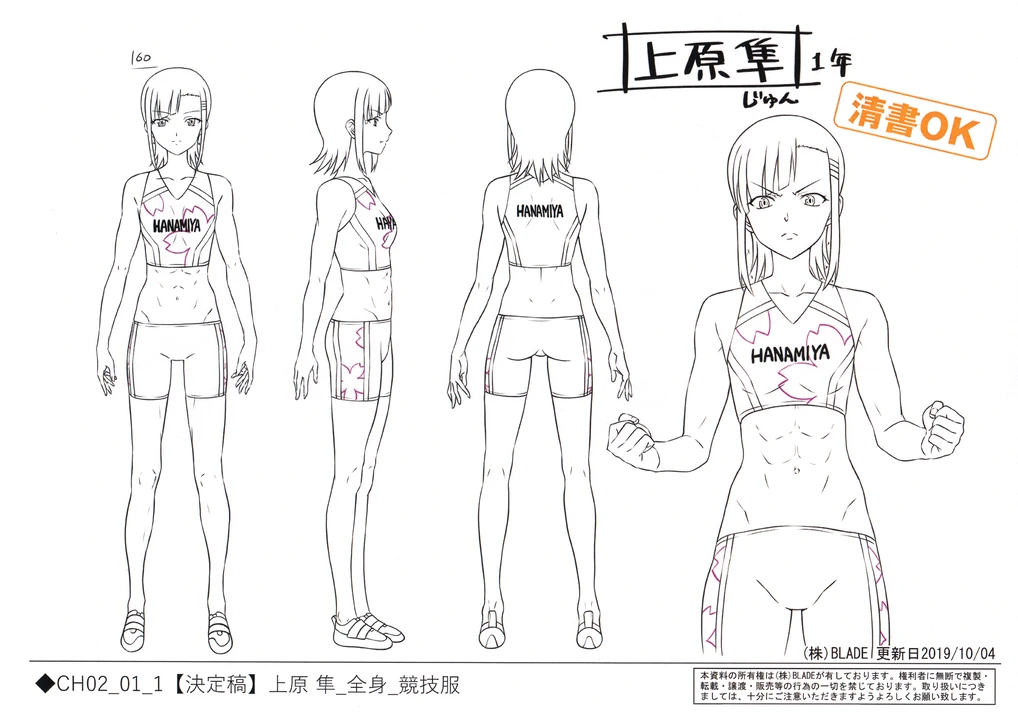 160
上原 隼 1年
じゅん
清書OK
HANAMIYA
HANA
HANAMIYA
HANAMIYA
(株)BLADE 更新日2019/10/04
◆CH02_01_1【決定稿】上原 隼_全身_競技服
本資料の所有権は(株)BLADEが有しております。権利者に無断で複製・
転載・譲渡・販売等の行為の一切を禁じております。取り扱いにつき
ましては、十分にご注意いただきますようよろしくお願い致します。